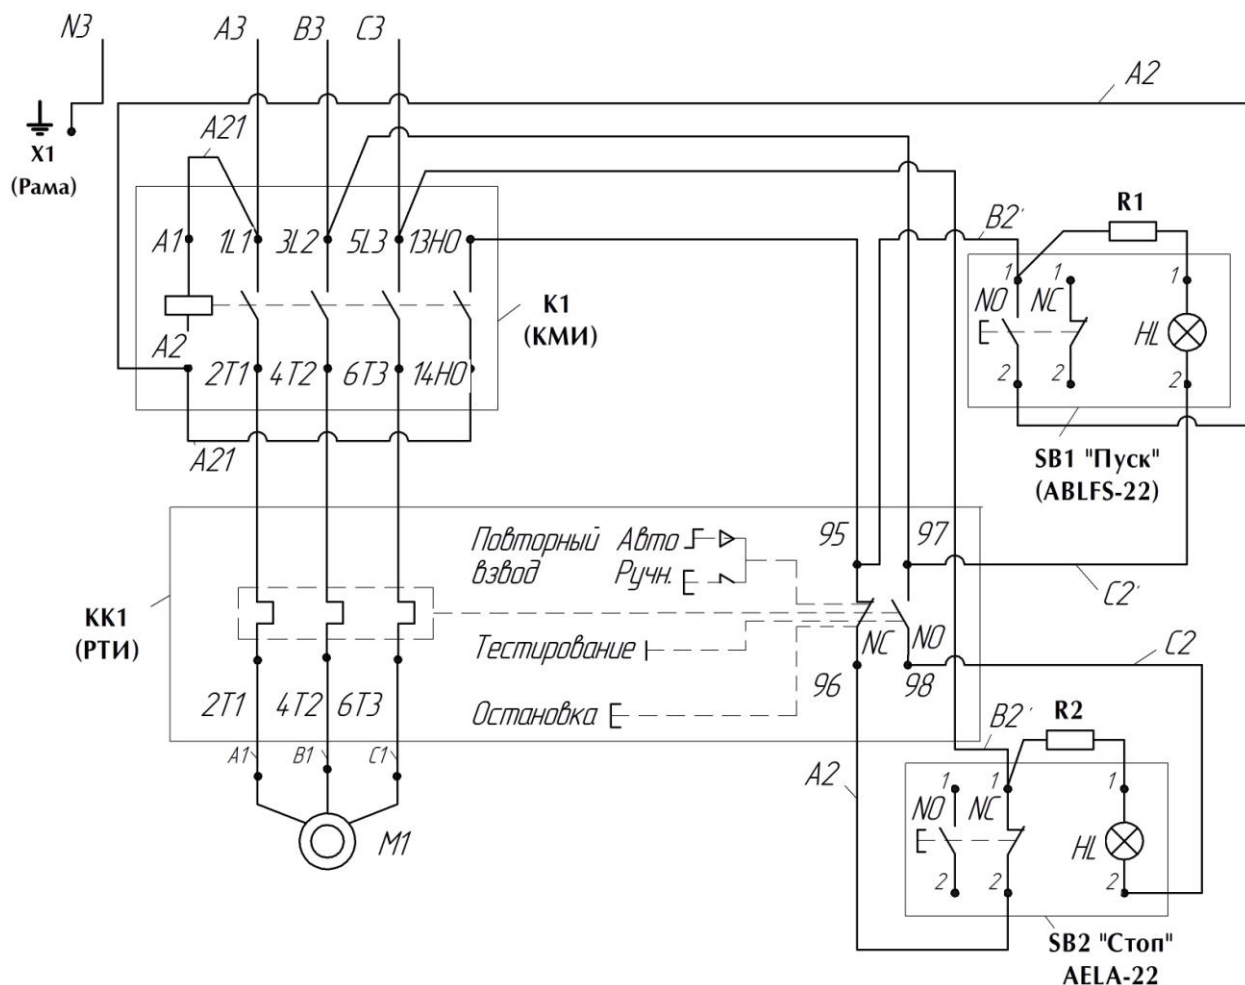 N3 A3 B3 C3
A2
A21
X1
(Рама)
R1
B2'
A1 1L1 3L2 5L3 13НО
1 1 1
NO NC
HL
К1
(КМИ)
A2
2T1 4T2 6T3 14НО
2 2 2
A21
SB1 "Пуск"
(ABLFS-22)
Повторный взвод
Авто
Ручн.
95 97
C2'
КК1
(РТИ)
NC NO
C2
Тестирование
96 98
2T1 4T2 6T3
Остановка
B2'
R2
A1 B1 C1
A2
1 1 1
NO NC
HL
M1
2 2 2
SB2 "Стоп"
AELA-22